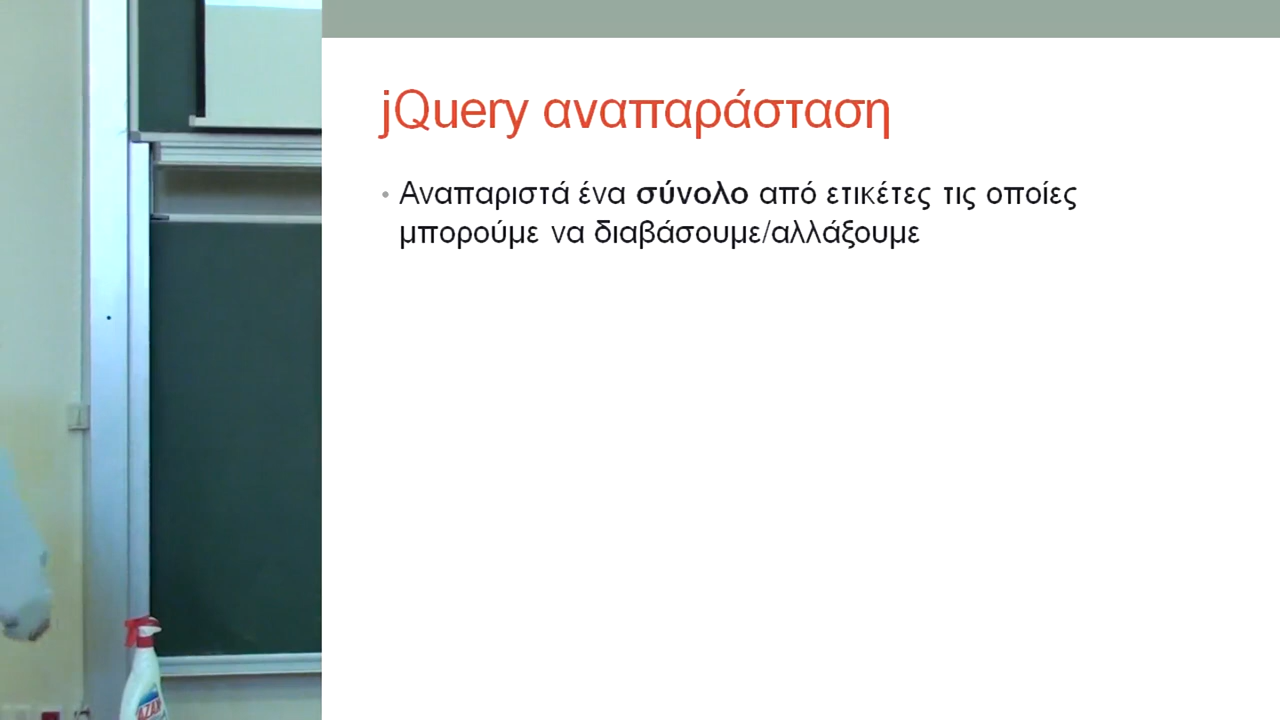 jQuery αναπαράσταση
• Αναπαριστά ένα σύνολο από ετικέτες τις οποίες
μπορούμε να διαβάσουμε/αλλάξουμε